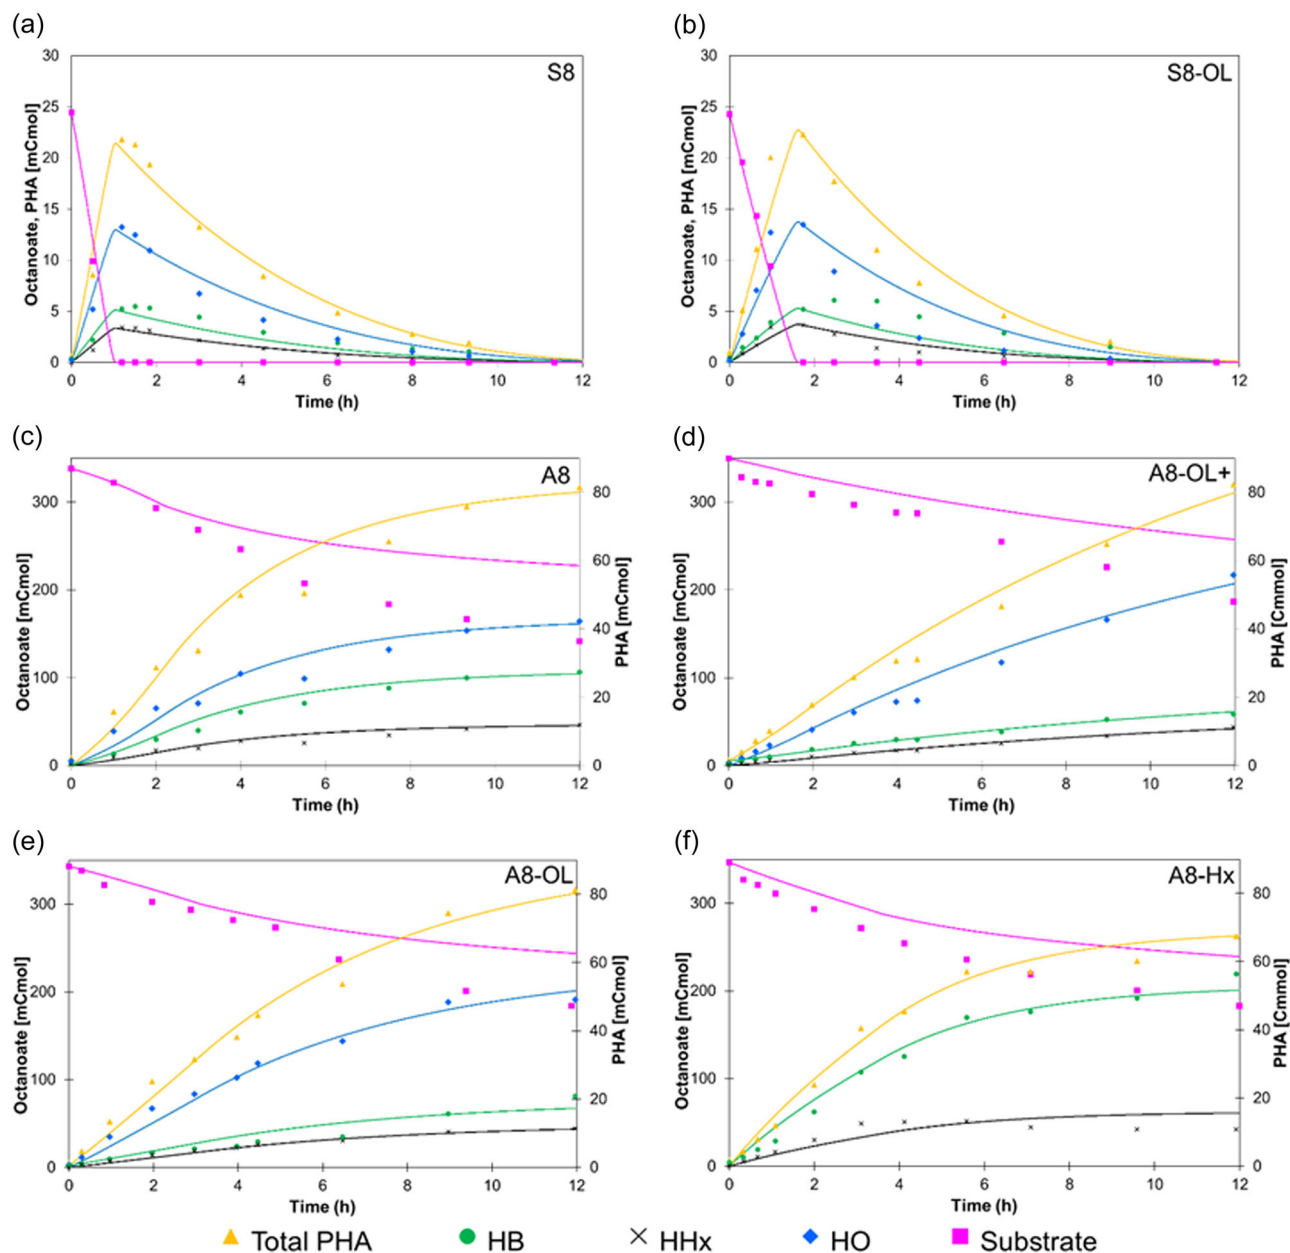 (a)
S8
Octanoate, PHA [mCmol]
30
25
20
15
10
5
0
0 2 4 6 8 10 12
Time (h)
(b)
S8-OL
Octanoate, PHA [mCmol]
30
25
20
15
10
5
0
0 2 4 6 8 10 12
Time (h)
(c)
A8
Octanoate [mCmol]
300
200
100
0
PHA [mCmol]
80
60
40
20
0
0 2 4 6 8 10 12
Time (h)
(d)
A8-OL+
Octanoate [mCmol]
300
200
100
0
PHA [Cmmol]
80
60
40
20
0
0 2 4 6 8 10 12
Time (h)
(e)
A8-OL
Octanoate [mCmol]
300
200
100
0
PHA [mCmol]
80
60
40
20
0
0 2 4 6 8 10 12
Time (h)
(f)
A8-Hx
Octanoate [mCmol]
300
200
100
0
PHA [Cmmol]
80
60
40
20
0
0 2 4 6 8 10 12
Time (h)
Total PHA HB HHx HO Substrate